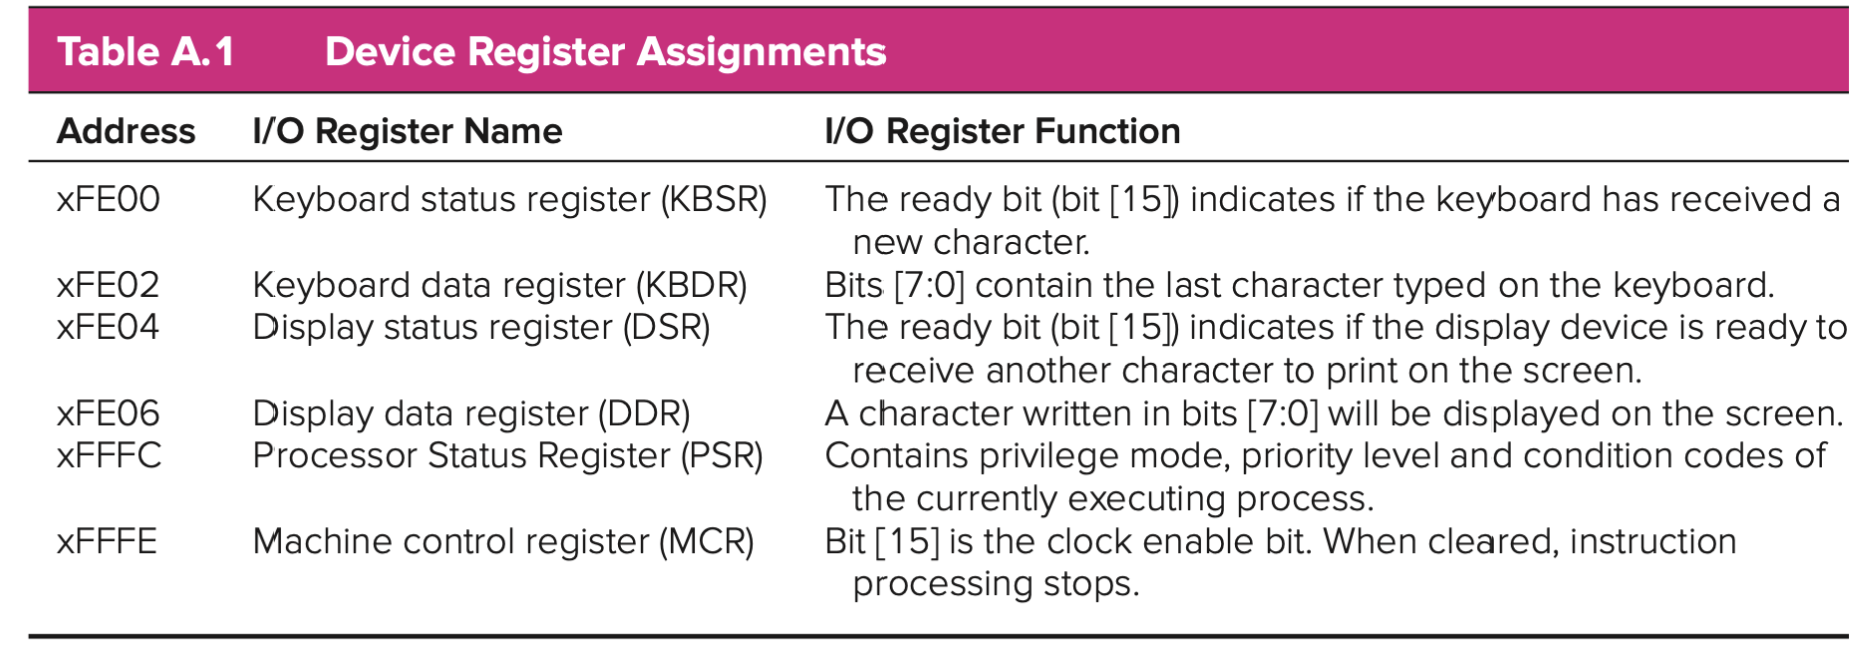 Table A.1 Device Register Assignments
Address I/O Register Name I/O Register Function
xFE00 Keyboard status register (KBSR) The ready bit (bit [15]) indicates if the keyboard has received a
new character.
xFE02 Keyboard data register (KBDR) Bits [7:0] contain the last character typed on the keyboard.
xFE04 Display status register (DSR) The ready bit (bit [15]) indicates if the display device is ready to
receive another character to print on the screen.
xFE06 Display data register (DDR) A character written in bits [7:0] will be displayed on the screen.
xFFFC Processor Status Register (PSR) Contains privilege mode, priority level and condition codes of
the currently executing process.
xFFFE Machine control register (MCR) Bit [15] is the clock enable bit. When cleared, instruction
processing stops.